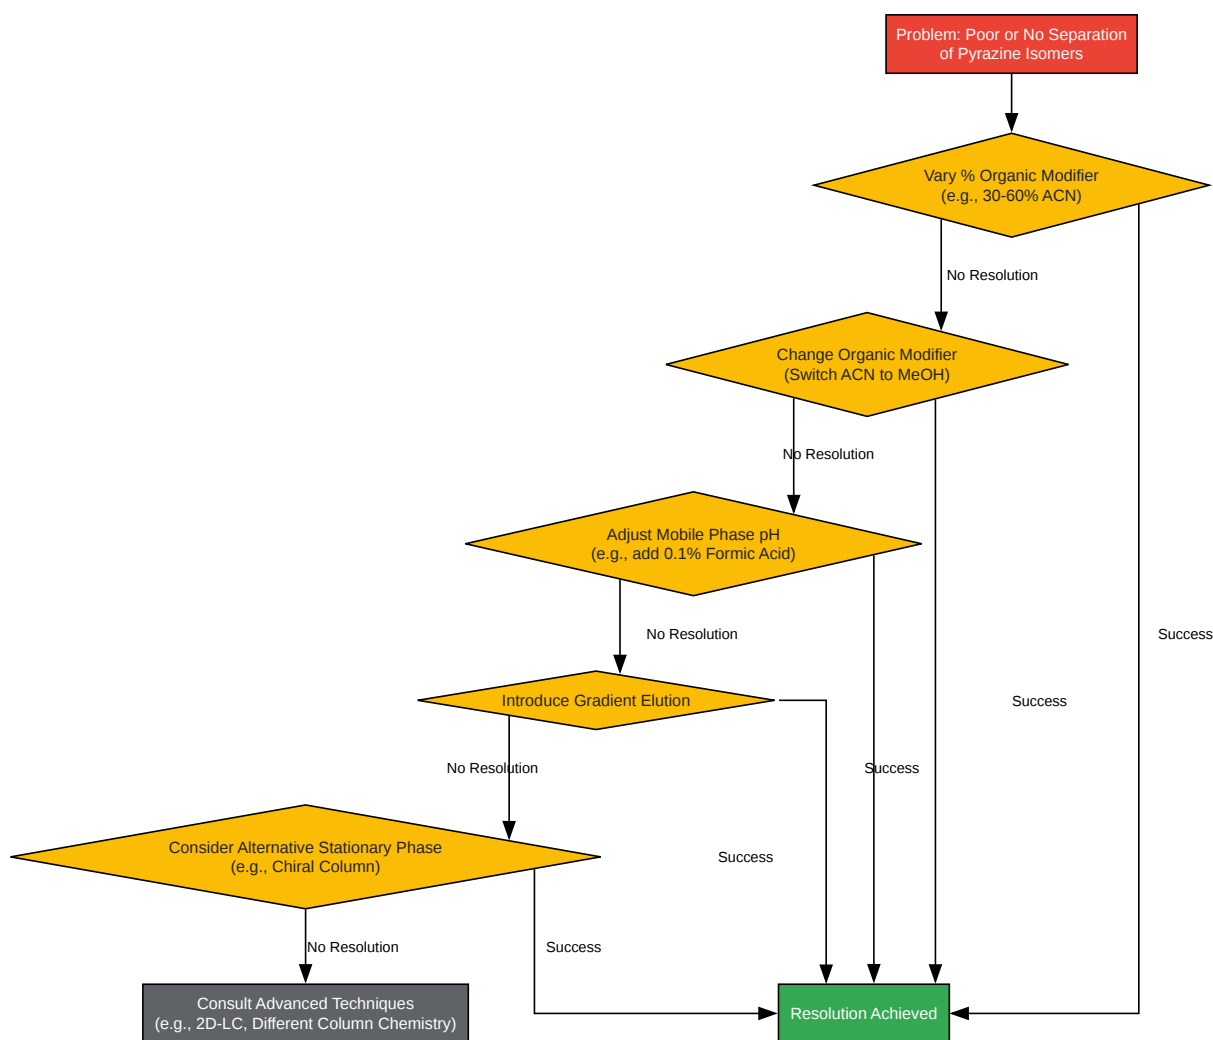 Problem: Poor or No Separation
of Pyrazine Isomers
Vary % Organic Modifier
(e.g., 30-60% ACN)
No Resolution
Change Organic Modifier
(Switch ACN to MeOH)
No Resolution
Adjust Mobile Phase pH
(e.g., add 0.1% Formic Acid)
No Resolution
Success
Introduce Gradient Elution
Success
No Resolution
Success
Consider Alternative Stationary Phase
(e.g., Chiral Column)
Success
No Resolution
Success
Consult Advanced Techniques
(e.g., 2D-LC, Different Column Chemistry)
Resolution Achieved